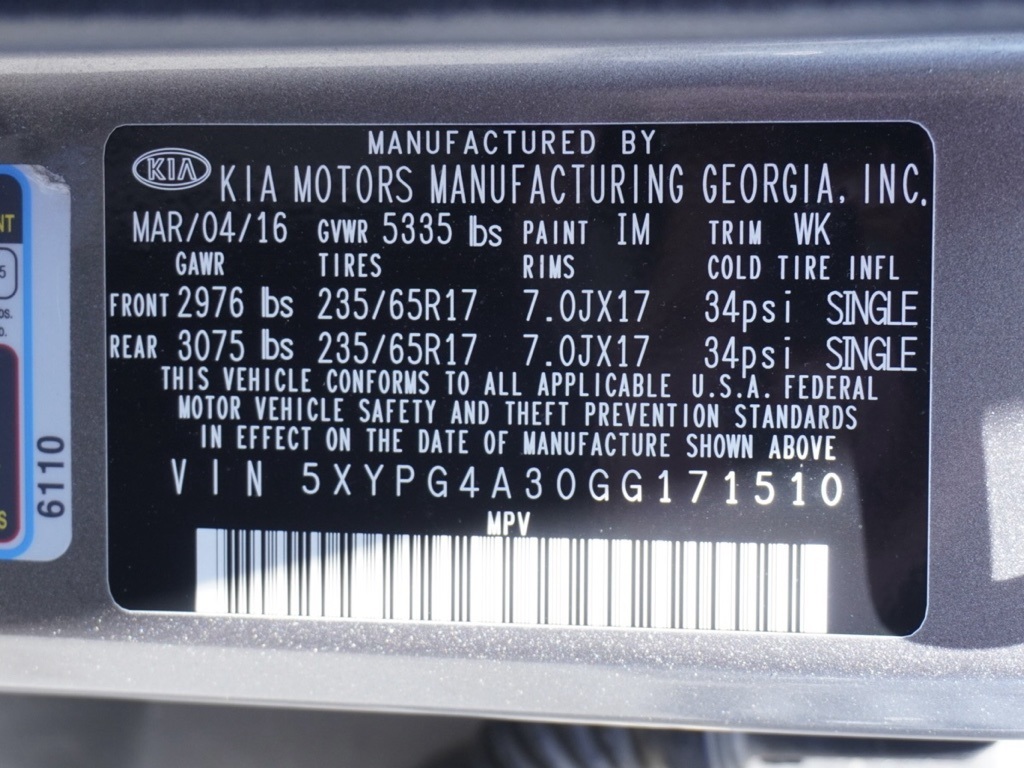 MANUFACTURED BY
KIA KIA MOTORS MANUFACTURING GEORGIA, INC.
MAR/04/16 GVWR 5335 lbs PAINT IM TRIM WK
GAWR TIRES RIMS COLD TIRE INFL
FRONT 2976 lbs 235/65R17 7.0JX17 34psi SINGLE
REAR 3075 lbs 235/65R17 7.0JX17 34psi SINGLE
THIS VEHICLE CONFORMS TO ALL APPLICABLE U.S.A. FEDERAL
MOTOR VEHICLE SAFETY AND THEFT PREVENTION STANDARDS
IN EFFECT ON THE DATE OF MANUFACTURE SHOWN ABOVE
VIN 5XYPG4A30GG171510
MPV
6110